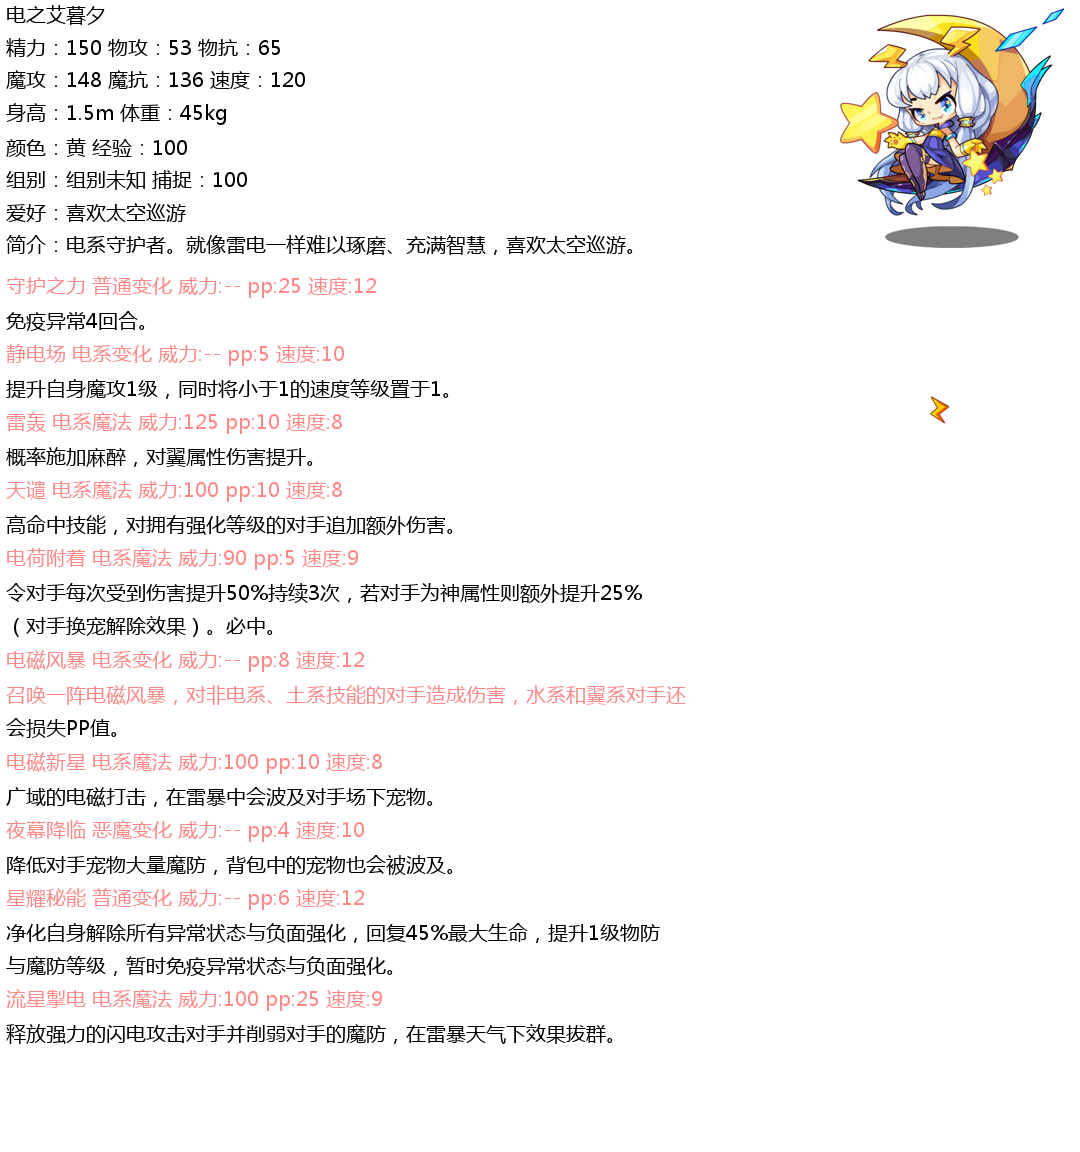 电之艾暮夕
精力：150 物攻：53 物抗：65
魔攻：148 魔抗：136 速度：120
身高：1.5m 体重：45kg
颜色：黄 经验：100
组别：组别未知 捕捉：100
爱好：喜欢太空巡游
简介：电系守护者。就像雷电一样难以琢磨、充满智慧，喜欢太空巡游。
守护之力 普通变化 威力:-- pp:25 速度:12
免疫异常4回合。
静电场 电系变化 威力:-- pp:5 速度:10
提升自身魔攻1级，同时将小于1的速度等级置于1。
雷轰 电系魔法 威力:125 pp:10 速度:8
概率施加麻醉，对翼属性伤害提升。
天谴 电系魔法 威力:100 pp:10 速度:8
高命中技能，对拥有强化等级的对手追加额外伤害。
电荷附着 电系魔法 威力:90 pp:5 速度:9
令对手每次受到伤害提升50%持续3次，若对手为神属性则额外提升25%
（对手换宠解除效果）。必中。
电磁风暴 电系变化 威力:-- pp:8 速度:12
召唤一阵电磁风暴，对非电系、土系技能的对手造成伤害，水系和翼系对手还
会损失PP值。
电磁新星 电系魔法 威力:100 pp:10 速度:8
广域的电磁打击，在雷暴中会波及对手场下宠物。
夜幕降临 恶魔变化 威力:-- pp:4 速度:10
降低对手宠物大量魔防，背包中的宠物也会被波及。
星耀秘能 普通变化 威力:-- pp:6 速度:12
净化自身解除所有异常状态与负面强化，回复45%最大生命，提升1级物防
与魔防等级，暂时免疫异常状态与负面强化。
流星掣电 电系魔法 威力:100 pp:25 速度:9
释放强力的闪电攻击对手并削弱对手的魔防，在雷暴天气下效果拔群。